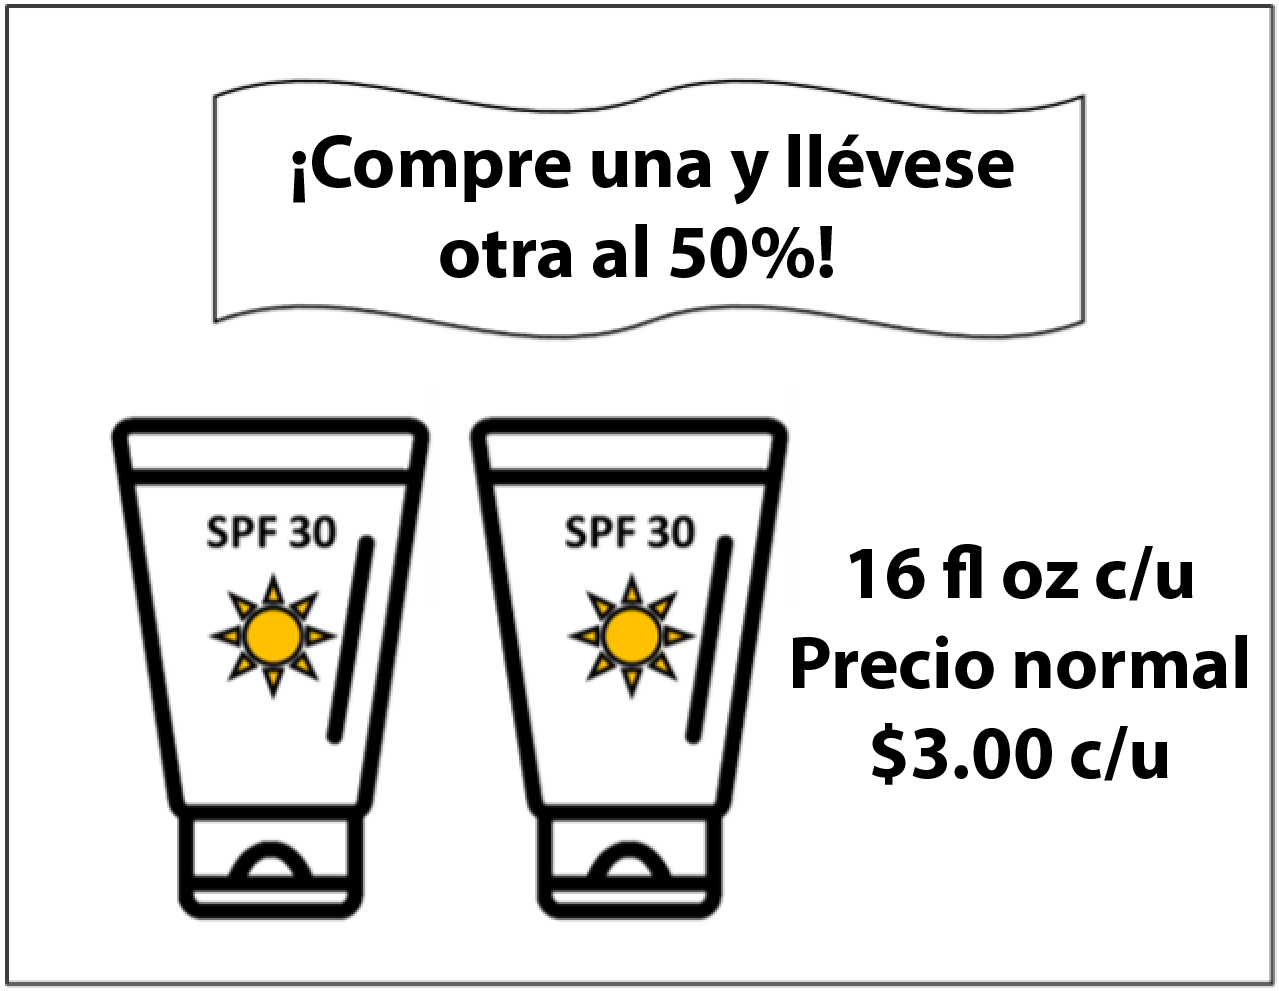 ¡Compre una y llévese
otra al 50%!
SPF 30
SPF 30
16 fl oz c/u
Precio normal
$3.00 c/u